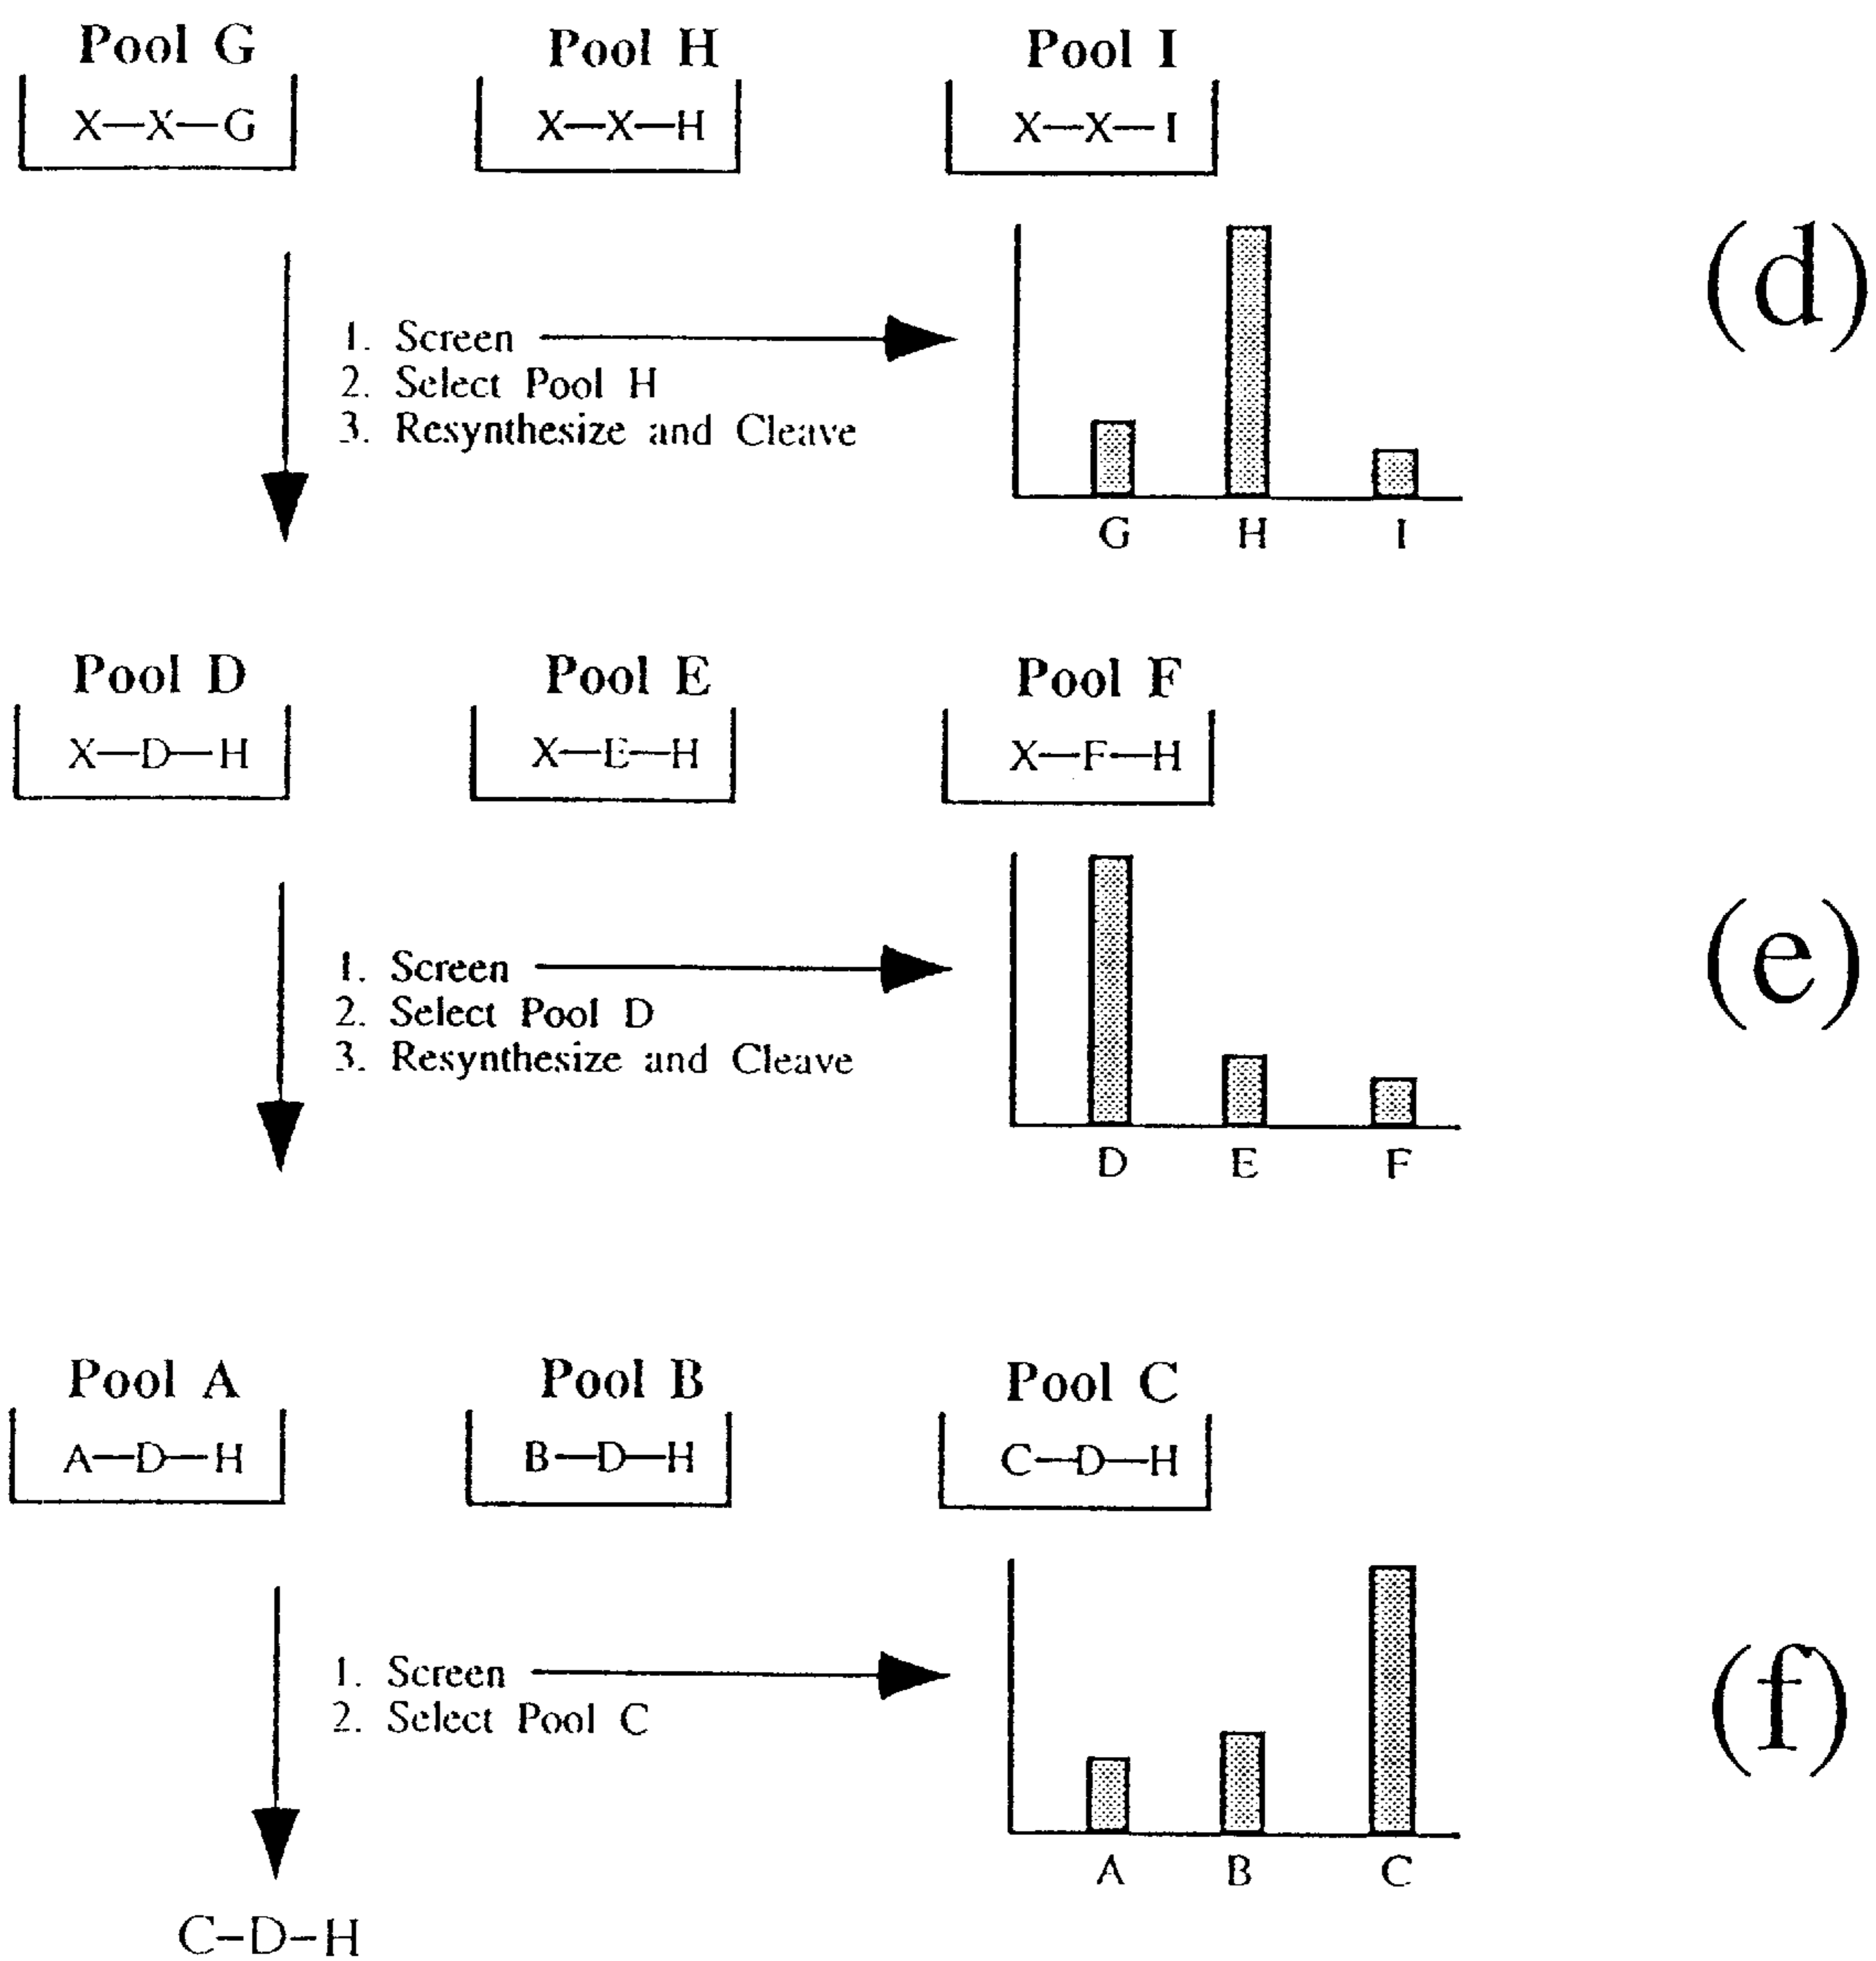 Pool G Pool H Pool I
X—X—G X—X—H X—X—I
(d)
1. Screen
2. Select Pool H
3. Resynthesize and Cleave
G H I
Pool D Pool E Pool F
X—D—H X—E—H X—F—H
(e)
1. Screen
2. Select Pool D
3. Resynthesize and Cleave
D E F
Pool A Pool B Pool C
A—D—H B—D—H C—D—H
(f)
1. Screen
2. Select Pool C
A B C
C-D-H